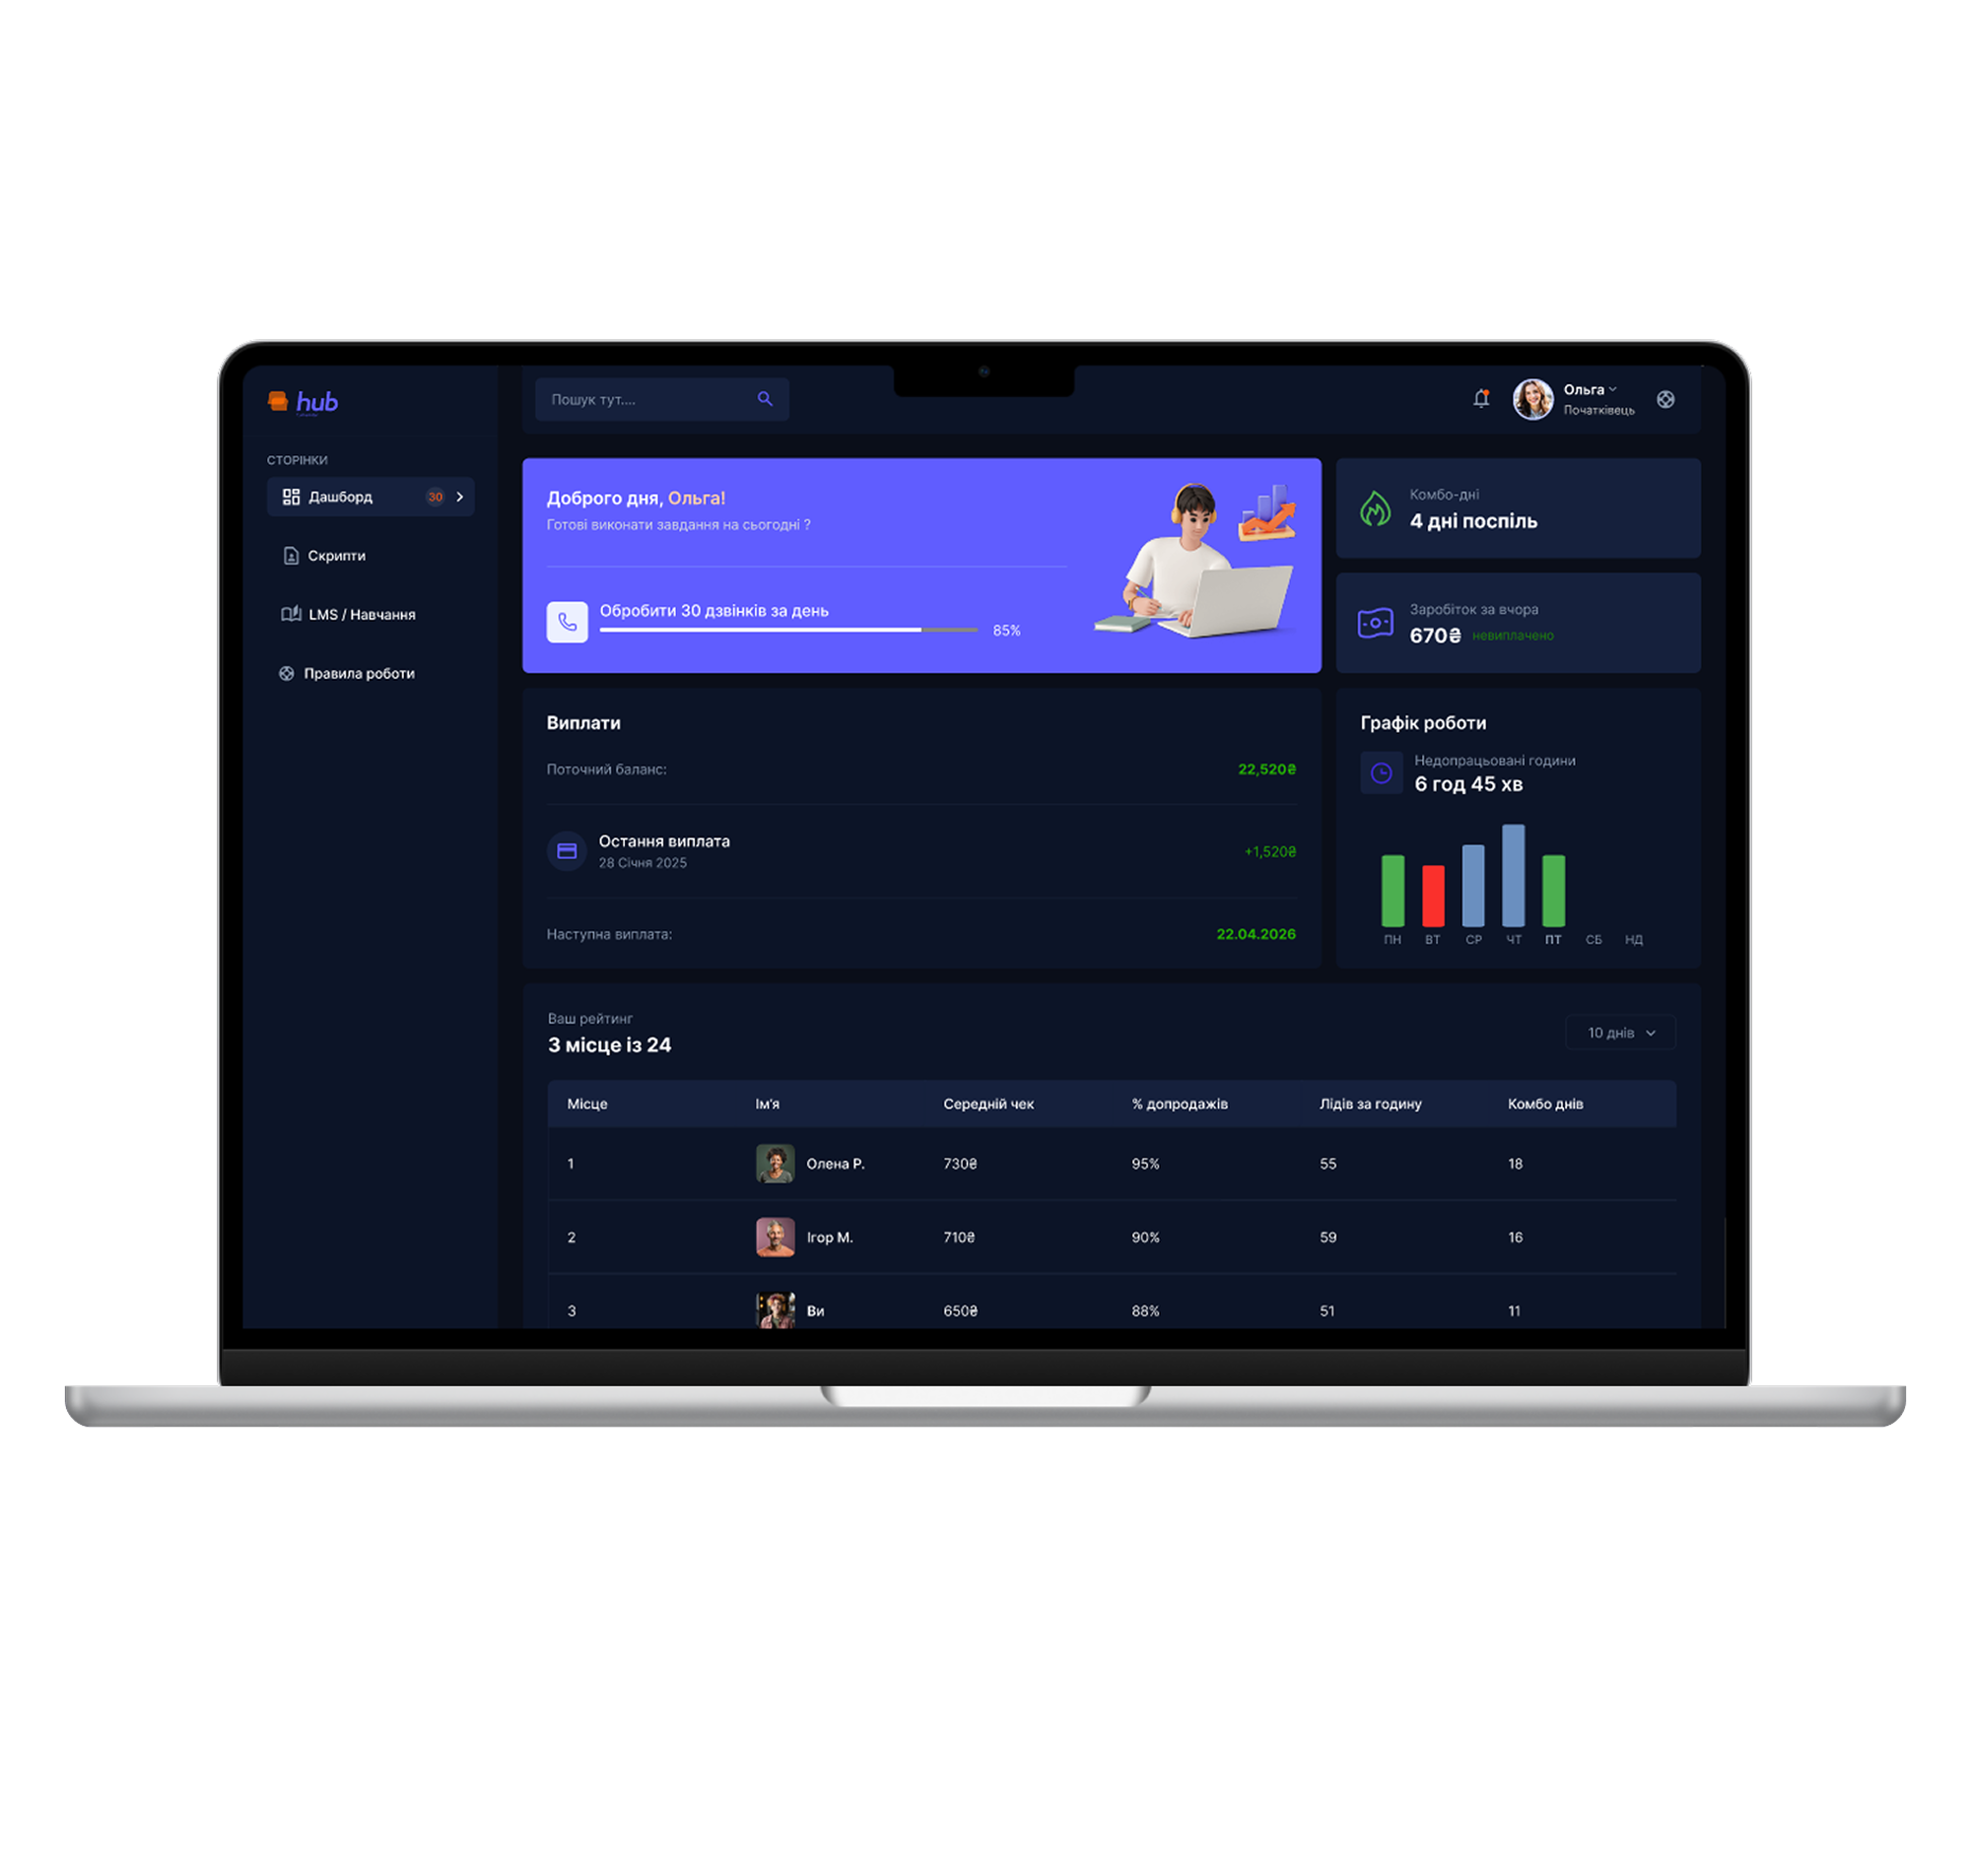 hub
Пошук тут....
Ольга
Початківець
СТОРІНКИ
Дашборд 30
Скрипти
LMS / Навчання
Правила роботи
Доброго дня, Ольга!
Готові виконати завдання на сьогодні ?
Обробити 30 дзвінків за день
85%
Комбо-дні
4 дні поспіль
Заробіток за вчора
670₴ невиплачено
Виплати
Поточний баланс: 22,520₴
Остання виплата
28 Січня 2025
+1,520₴
Наступна виплата: 22.04.2026
Графік роботи
Недопрацьовані години
6 год 45 хв
ПН ВТ СР ЧТ ПТ СБ НД
Ваш рейтинг
3 місце із 24
10 днів
Місце Ім'я Середній чек % допродажів Лідів за годину Комбо днів
1 Олена Р. 730₴ 95% 55 18
2 Ігор М. 710₴ 90% 59 16
3 Ви 650₴ 88% 51 11